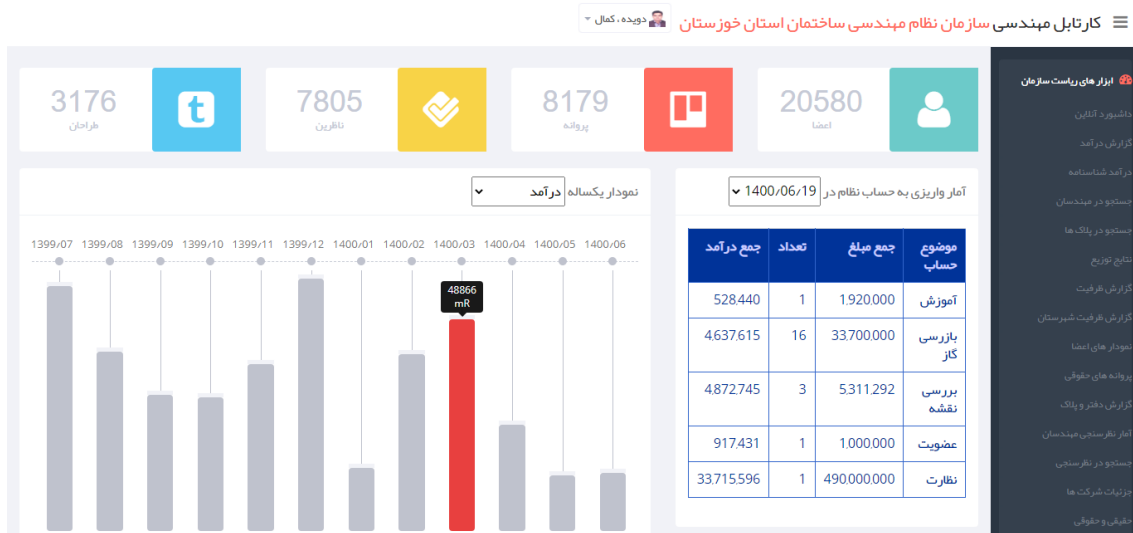 کارتابل مهندسی سازمان نظام مهندسی ساختمان استان خوزستان
دویده ، کمال
ابزار های ریاست سازمان
داشبورد آنلاین
گزارش درآمد
درآمد شناسنامه
جستجو در مهندسان
جستجو در پلاک ها
نتایج توزیع
گزارش ظرفیت
گزارش ظرفیت شهرستان
نمودار های اعضا
پروانه های حقوقی
گزارش دفتر و پلاک
آمار نظرسنجی مهندسان
جستجو در نظرسنجی
جزئیات شرکت ها
حقیقی و حقوقی
20580
اعضا
8179
پروانه
7805
ناظرین
3176
طراحان
آمار واریزی به حساب نظام در 1400/06/19
موضوع حساب جمع مبلغ تعداد جمع درآمد
آموزش 1,920,000 1 528,440
بازرسی گاز 33,700,000 16 4,637,615
بررسی نقشه 5,311,292 3 4,872,745
عضویت 1,000,000 1 917,431
نظارت 490,000,000 1 33,715,596
نمودار یکساله درآمد
1399/07 1399/08 1399/09 1399/10 1399/11 1399/12 1400/01 1400/02 1400/03 1400/04 1400/05 1400/06
48866
mR